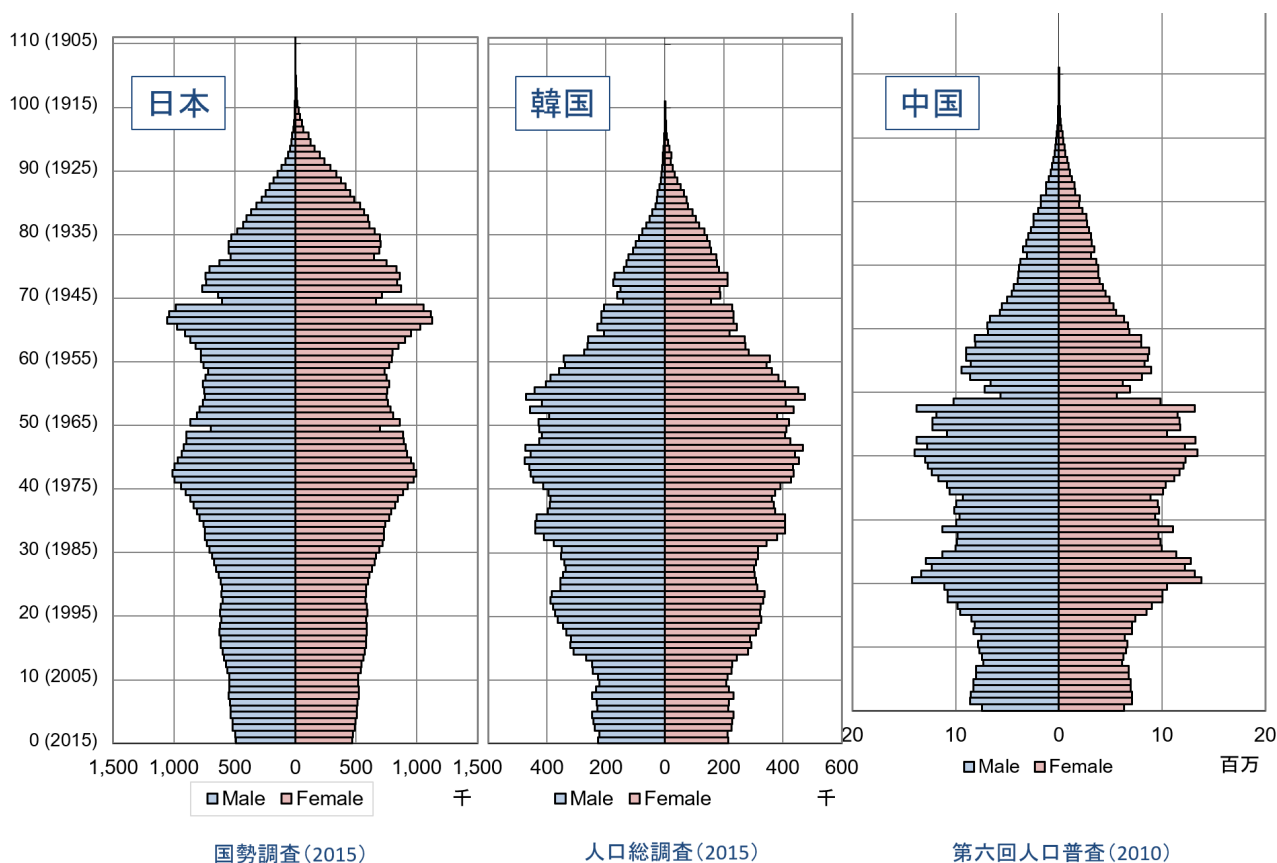 110 (1905)
100 (1915)
90 (1925)
80 (1935)
70 (1945)
60 (1955)
50 (1965)
40 (1975)
30 (1985)
20 (1995)
10 (2005)
0 (2015)
日本
韓国
中国
1,500 1,000 500 0 500 1,000 1,500
400 200 0 200 400 600
20 10 0 10 20
Male Female 千
Male Female 千
Male Female 百万
国勢調査(2015)
人口総調査(2015)
第六回人口普査(2010)